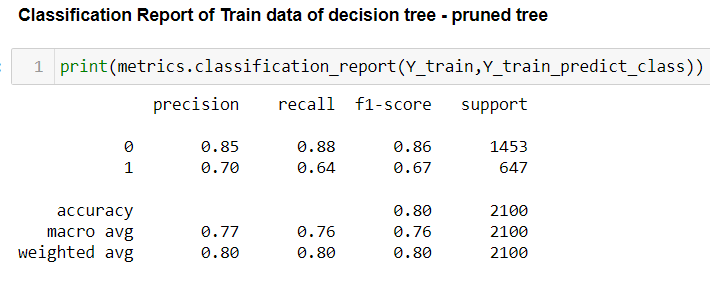 Classification Report of Train data of decision tree - pruned tree
: 1 print(metrics.classification_report(Y_train,Y_train_predict_class))
precision recall f1-score support
0 0.85 0.88 0.86 1453
1 0.70 0.64 0.67 647
accuracy 0.80 2100
macro avg 0.77 0.76 0.76 2100
weighted avg 0.80 0.80 0.80 2100